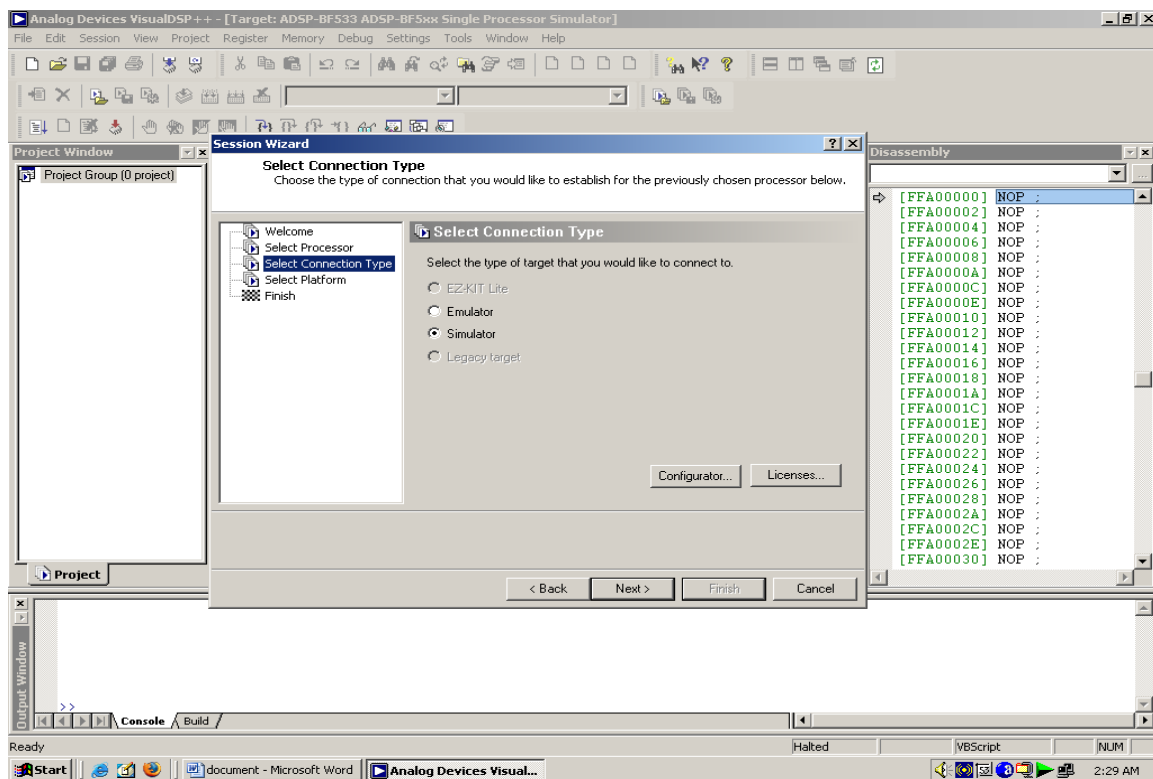 Analog Devices VisualDSP++ - [Target: ADSP-BF533 ADSP-BF5xx Single Processor Simulator]
File Edit Session View Project Register Memory Debug Settings Tools Window Help
Project Window
Project Group (0 project)
Project
Session Wizard
Select Connection Type
Choose the type of connection that you would like to establish for the previously chosen processor below.
Welcome
Select Processor
Select Connection Type
Select Platform
Finish
Select Connection Type
Select the type of target that you would like to connect to.
EZ-KIT Lite
Emulator
Simulator
Legacy target
Configurator...
Licenses...
< Back
Next >
Finish
Cancel
Disassembly
...
[FFA00000] NOP ;
[FFA00002] NOP ;
[FFA00004] NOP ;
[FFA00006] NOP ;
[FFA00008] NOP ;
[FFA0000A] NOP ;
[FFA0000C] NOP ;
[FFA0000E] NOP ;
[FFA00010] NOP ;
[FFA00012] NOP ;
[FFA00014] NOP ;
[FFA00016] NOP ;
[FFA00018] NOP ;
[FFA0001A] NOP ;
[FFA0001C] NOP ;
[FFA0001E] NOP ;
[FFA00020] NOP ;
[FFA00022] NOP ;
[FFA00024] NOP ;
[FFA00026] NOP ;
[FFA00028] NOP ;
[FFA0002A] NOP ;
[FFA0002C] NOP ;
[FFA0002E] NOP ;
[FFA00030] NOP ;
Output Window
>>
Console
Build
Ready
Halted
VBScript
NUM
Start
document - Microsoft Word
Analog Devices Visual...
2:29 AM